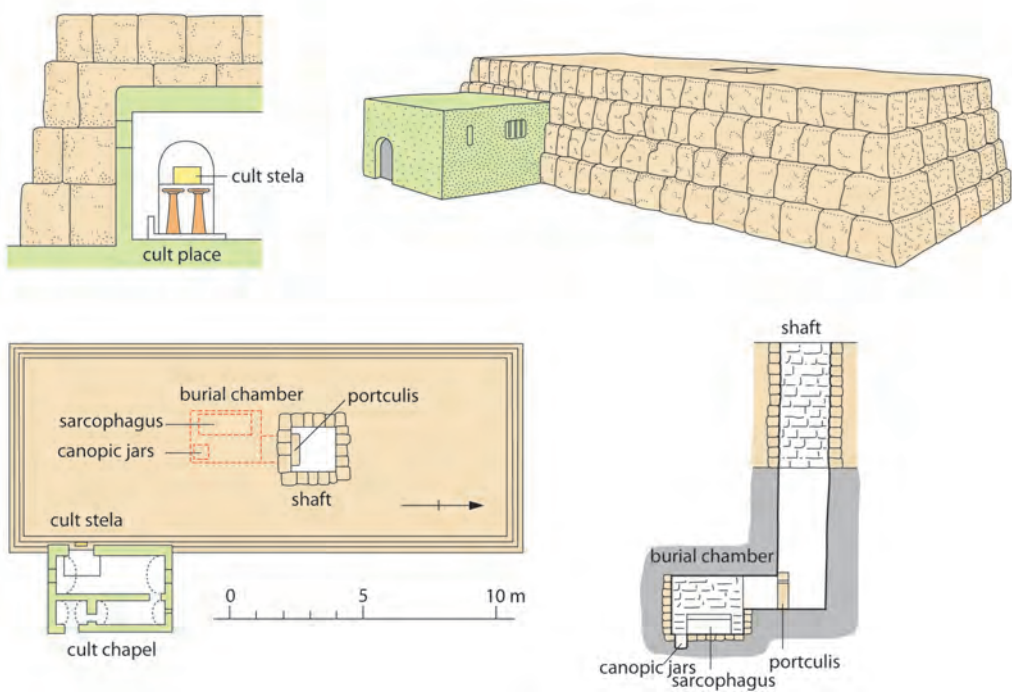 cult stela
cult place
burial chamber
portculis
sarcophagus
canopic jars
shaft
cult stela
0 5 10 m
cult chapel
shaft
burial chamber
canopic jars
sarcophagus
portculis